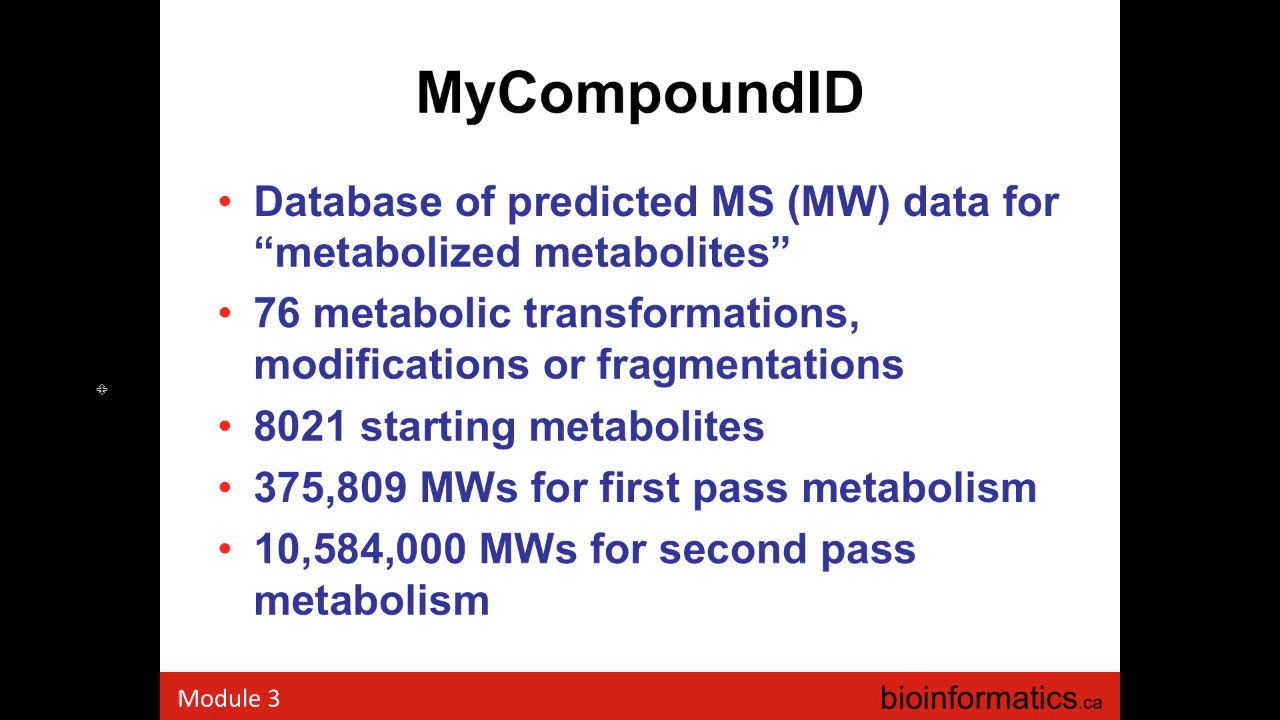 MyCompoundID
• Database of predicted MS (MW) data for
“metabolized metabolites”
• 76 metabolic transformations,
modifications or fragmentations
• 8021 starting metabolites
• 375,809 MWs for first pass metabolism
• 10,584,000 MWs for second pass
metabolism
Module 3
bioinformatics.ca